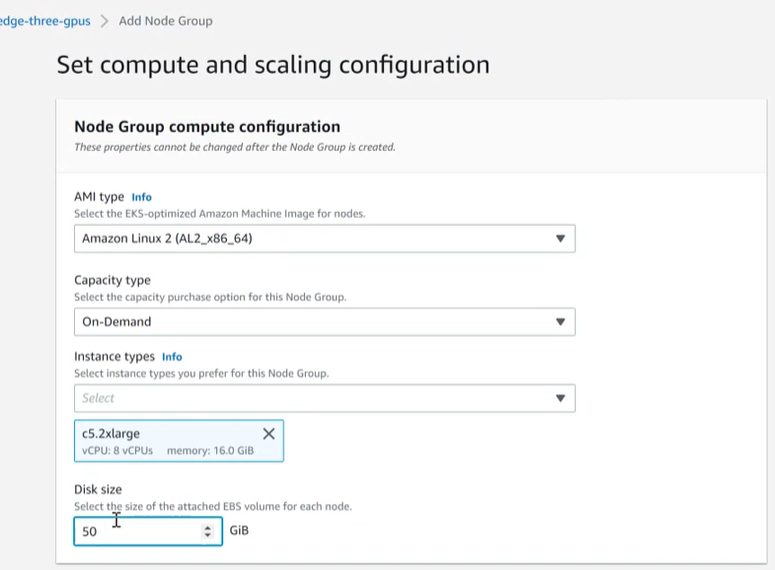 edge-three-gpus > Add Node Group
Set compute and scaling configuration
Node Group compute configuration
These properties cannot be changed after the Node Group is created.
AMI type Info
Select the EKS-optimized Amazon Machine Image for nodes.
Amazon Linux 2 (AL2_x86_64)
Capacity type
Select the capacity purchase option for this Node Group.
On-Demand
Instance types Info
Select instance types you prefer for this Node Group.
Select
c5.2xlarge
vCPU: 8 vCPUs memory: 16.0 GiB
Disk size
Select the size of the attached EBS volume for each node.
50 GiB